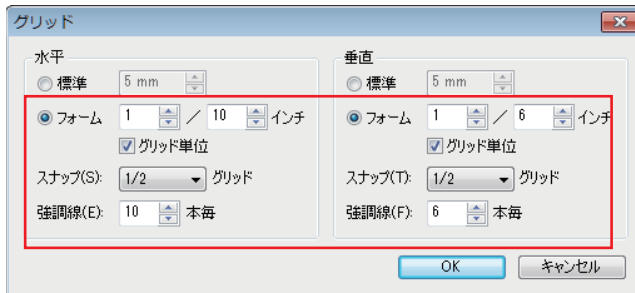 グリッド
水平
標準 5 mm
フォーム 1 / 10 インチ
グリッド単位
スナップ(S): 1/2 グリッド
強調線(E): 10 本毎
垂直
標準 5 mm
フォーム 1 / 6 インチ
グリッド単位
スナップ(T): 1/2 グリッド
強調線(F): 6 本毎
OK キャンセル